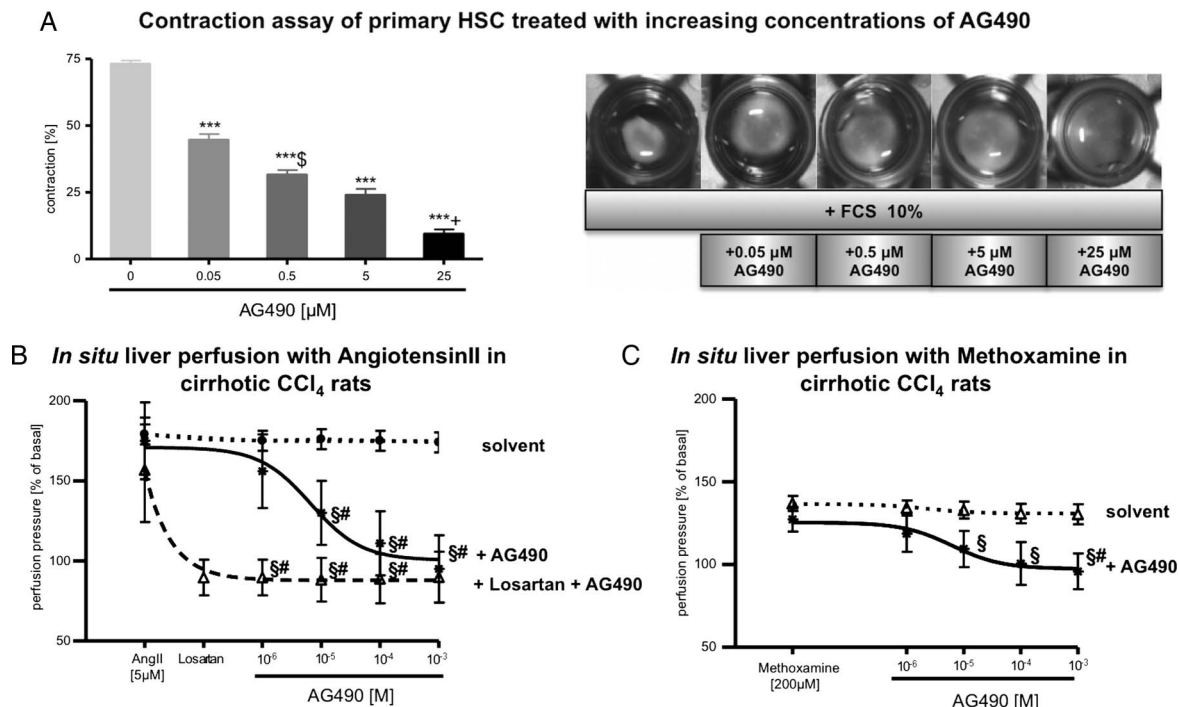 A
Contraction assay of primary HSC treated with increasing concentrations of AG490
75
50
25
0
contraction [%]
***
***$
***
***+
0 0.05 0.5 5 25
AG490 [µM]
+ FCS 10%
+0.05 µM +0.5 µM +5 µM +25 µM
AG490 AG490 AG490 AG490
B
In situ liver perfusion with AngiotensinII in
cirrhotic CCl₄ rats
200
150
100
50
perfusion pressure [% of basal]
solvent
§#
§#
§#
+ AG490
§# §# §#
+ Losartan + AG490
AngII Losartan 10⁻⁶ 10⁻⁵ 10⁻⁴ 10⁻³
[5µM]
AG490 [M]
C
In situ liver perfusion with Methoxamine in
cirrhotic CCl₄ rats
200
150
100
50
perfusion pressure [% of basal]
solvent
§ § §#
+ AG490
Methoxamine 10⁻⁶ 10⁻⁵ 10⁻⁴ 10⁻³
[200µM]
AG490 [M]